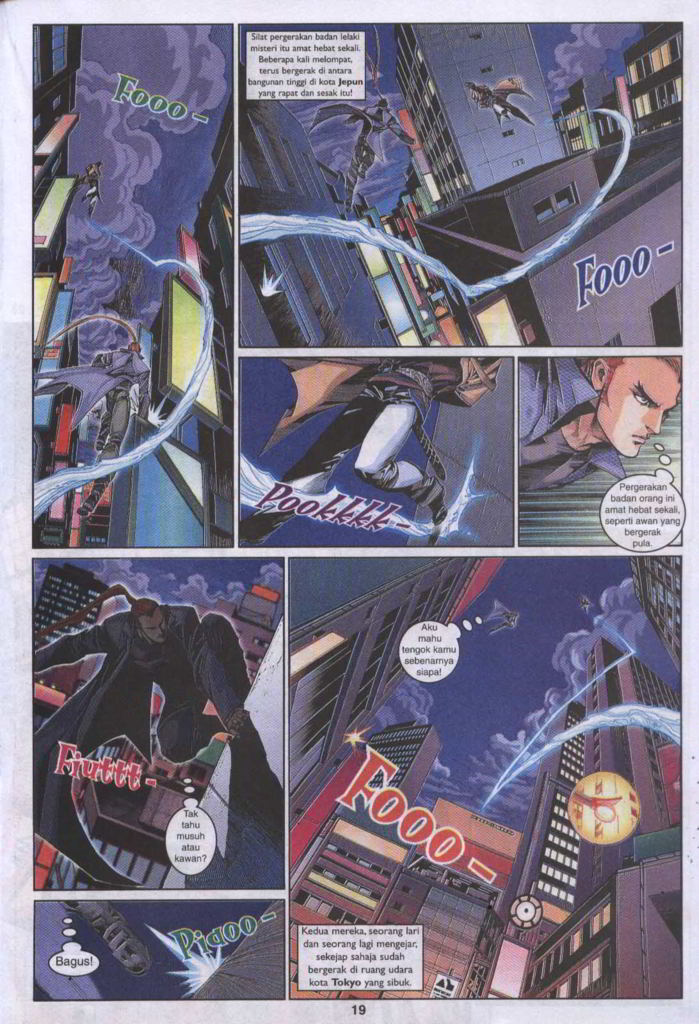 Fooo-
Silat pergerakan badan lelaki
misteri itu amat hebat sekali.
Beberapa kali melompat,
terus bergerak di antara
bangunan tinggi di kota Jepun
yang rapat dan sesak itu!
Fooo-
Pookkkk-
Pergerakan
badan orang ini
amat hebat sekali,
seperti awan yang
bergerak
pula.
Fiuttt-
Tak
tahu
musuh
atau
kawan?
Aku
mahu
tengok kamu
sebenarnya
siapa!
Fooo-
Bagus!
Piaoo-
Kedua mereka, seorang lari
dan seorang lagi mengejar,
sekejap sahaja sudah
bergerak di ruang udara
kota Tokyo yang sibuk.
19